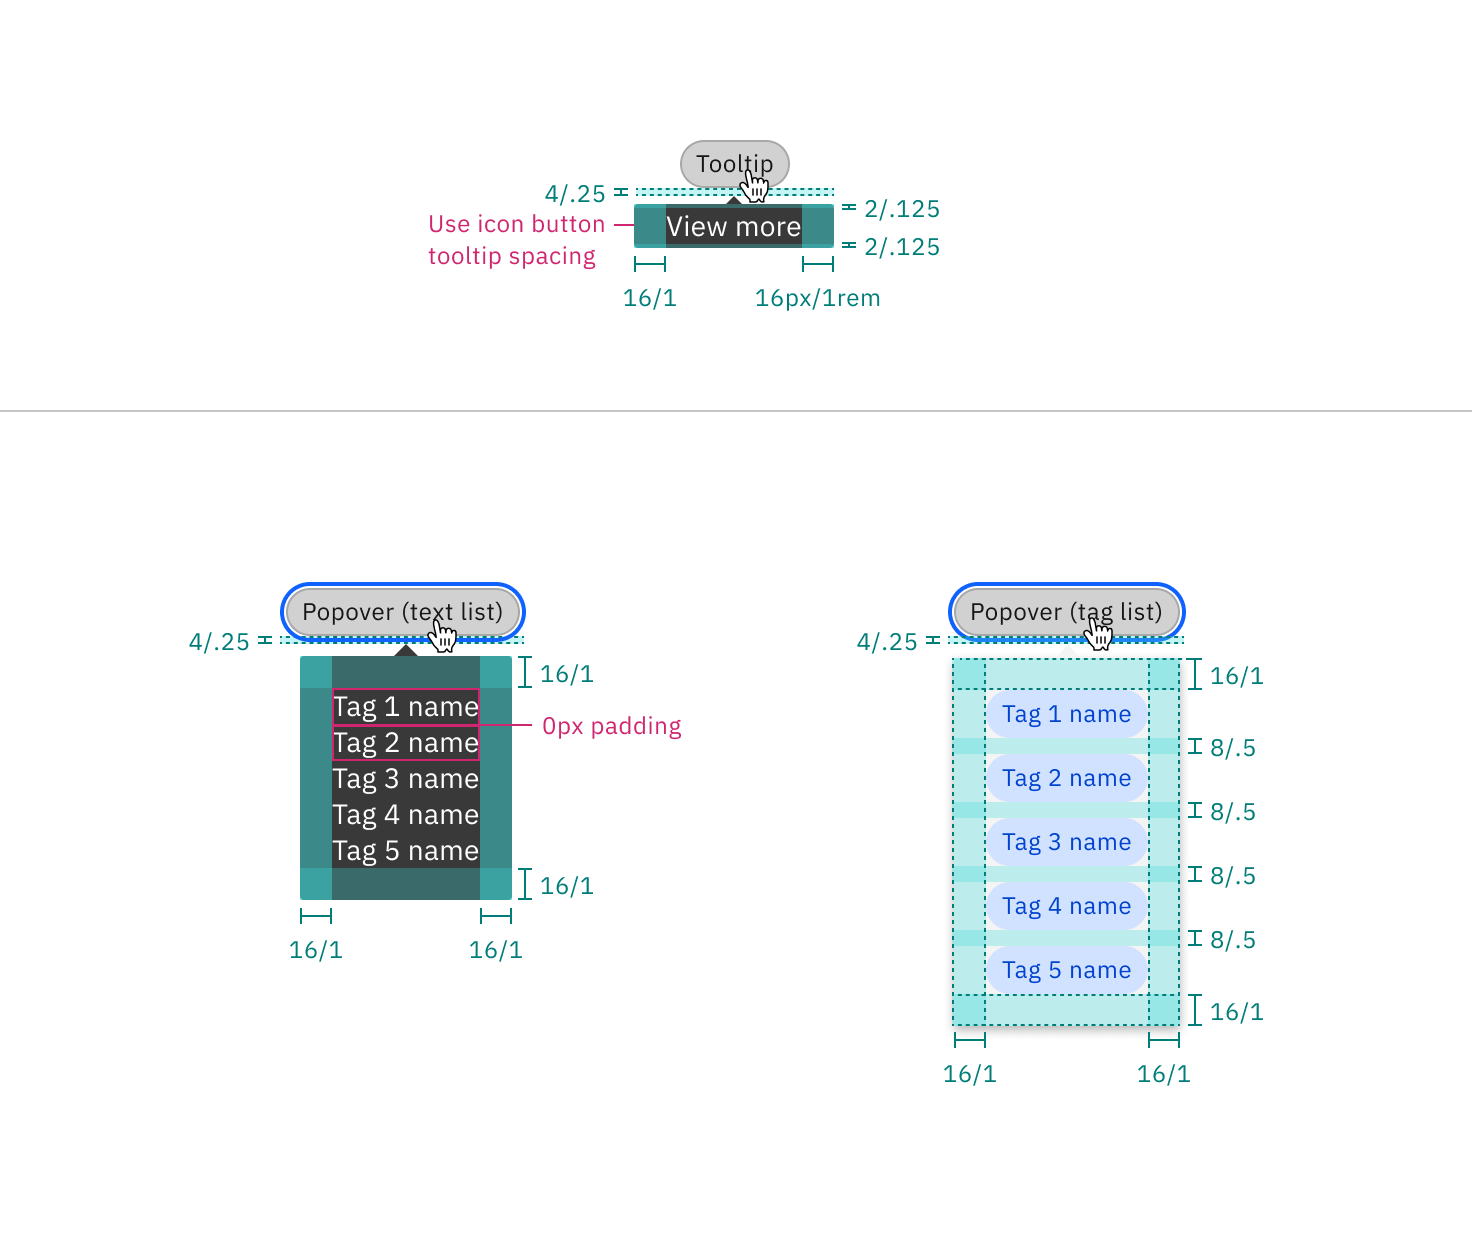 Tooltip
4/.25
2/.125
Use icon button
tooltip spacing
View more
2/.125
16/1
16px/1rem
Popover (text list)
4/.25
16/1
Tag 1 name
0px padding
Tag 2 name
Tag 3 name
Tag 4 name
Tag 5 name
16/1
16/1
16/1
Popover (tag list)
4/.25
16/1
Tag 1 name
8/.5
Tag 2 name
8/.5
Tag 3 name
8/.5
Tag 4 name
8/.5
Tag 5 name
16/1
16/1
16/1